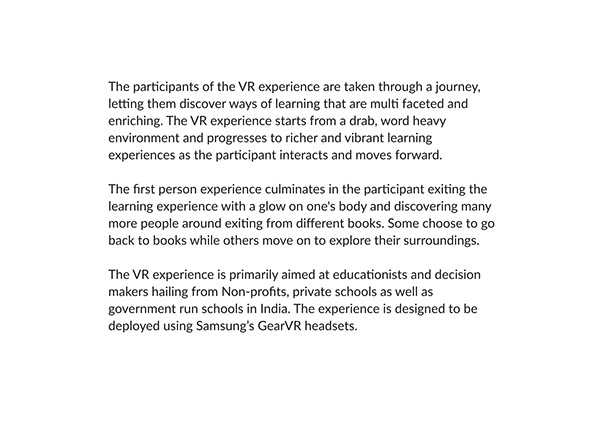 The participants of the VR experience are taken through a journey,
letting them discover ways of learning that are multi faceted and
enriching. The VR experience starts from a drab, word heavy
environment and progresses to richer and vibrant learning
experiences as the participant interacts and moves forward.
The first person experience culminates in the participant exiting the
learning experience with a glow on one's body and discovering many
more people around exiting from different books. Some choose to go
back to books while others move on to explore their surroundings.
The VR experience is primarily aimed at educationists and decision
makers hailing from Non-profits, private schools as well as
government run schools in India. The experience is designed to be
deployed using Samsung’s GearVR headsets.